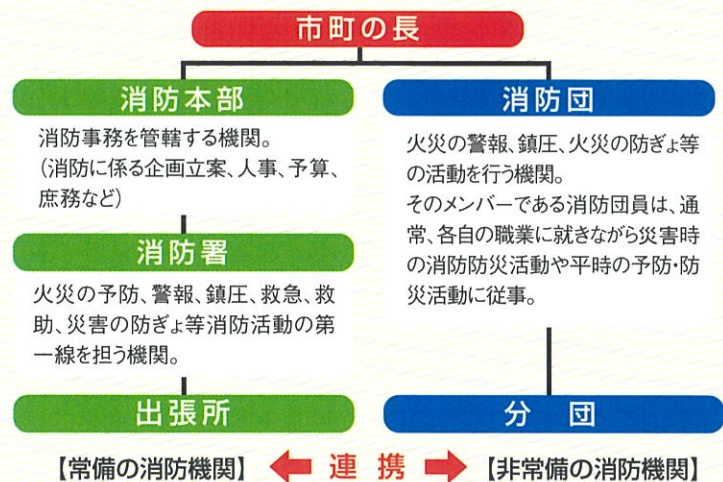 市町の長
消防本部
消防事務を管轄する機関。
(消防に係る企画立案、人事、予算、
庶務など)
消防署
火災の予防、警報、鎮圧、救急、救
助、災害の防ぎょ等消防活動の第
一線を担う機関。
出張所
【常備の消防機関】
消防団
火災の警報、鎮圧、火災の防ぎょ等
の活動を行う機関。
そのメンバーである消防団員は、通
常、各自の職業に就きながら災害時
の消防防災活動や平時の予防・防
災活動に従事。
分団
【非常備の消防機関】
連携